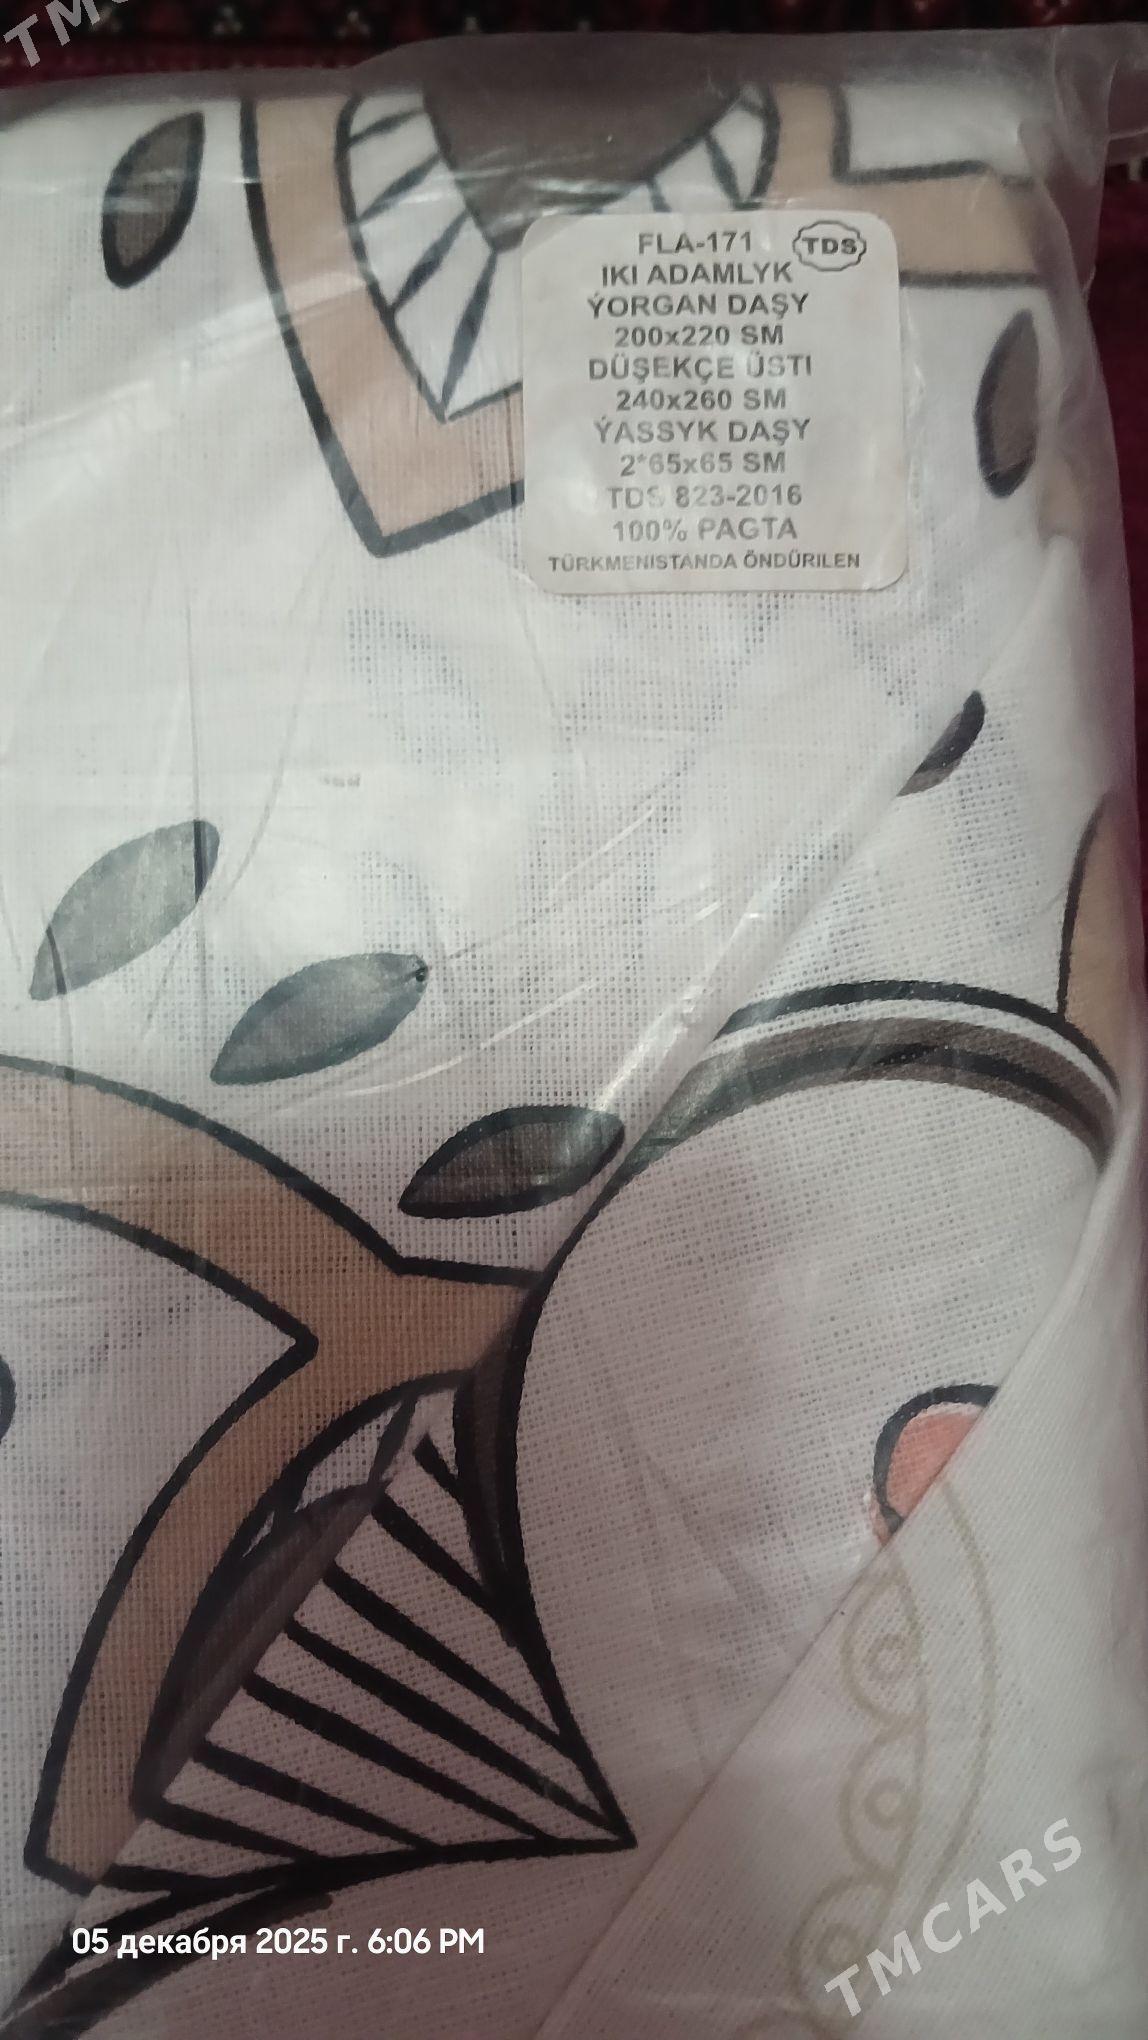 TMC
FLA-171
TDS
IKI ADAMLYK
ÝORGAN DAŞY
200x220 SM
DÜŞEKÇE ÜSTI
240x260 SM
ÝASSYK DAŞY
2*65x65 SM
TDS 823-2016
100% PAGTA
TÜRKMENISTANDA ÖNDÜRILEN
05 декабря 2025 г. 6:06 PM
TMCARS